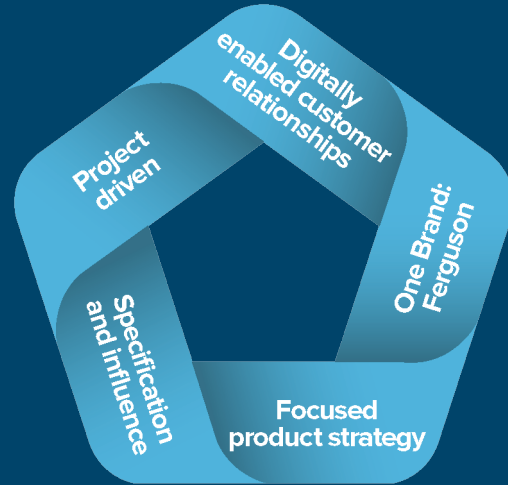 Digitally
enabled customer
relationships
One Brand:
Ferguson
Focused
product strategy
Specification
and influence
Project
driven